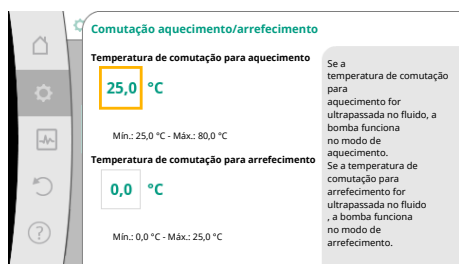 Comutação aquecimento/arrefecimento
Temperatura de comutação para aquecimento
25,0 °C
Mín.: 25,0 °C - Máx.: 80,0 °C
Temperatura de comutação para arrefecimento
0,0 °C
Mín.: 0,0 °C - Máx.: 25,0 °C
Se a
temperatura de comutação
para
aquecimento for
ultrapassada no fluido, a
bomba funciona
no modo de
aquecimento.
Se a temperatura de
comutação para
arrefecimento for
ultrapassada no fluido
, a bomba funciona
no modo de
arrefecimento.